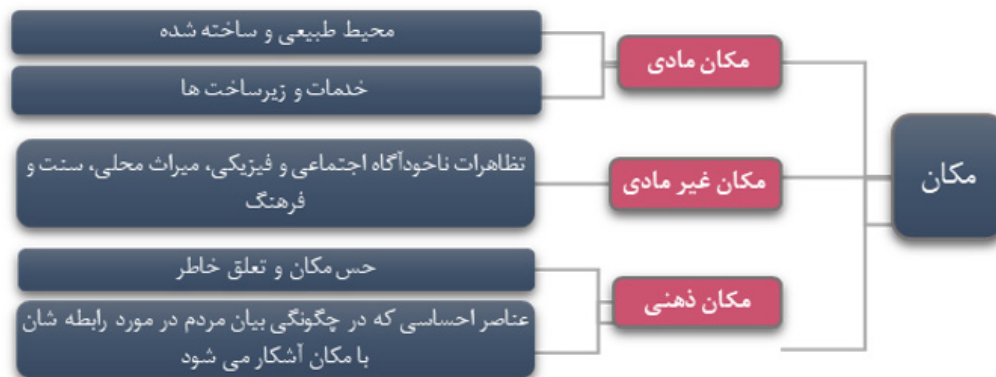 مکان
مکان مادی
محیط طبیعی و ساخته شده
خدمات و زیرساخت ها
مکان غیر مادی
تظاهرات ناخودآگاه اجتماعی و فیزیکی، میراث محلی، سنت و
فرهنگ
مکان ذهنی
حس مکان و تعلق خاطر
عناصر احساسی که در چگونگی بیان مردم در مورد رابطه شان
با مکان آشکار می شود